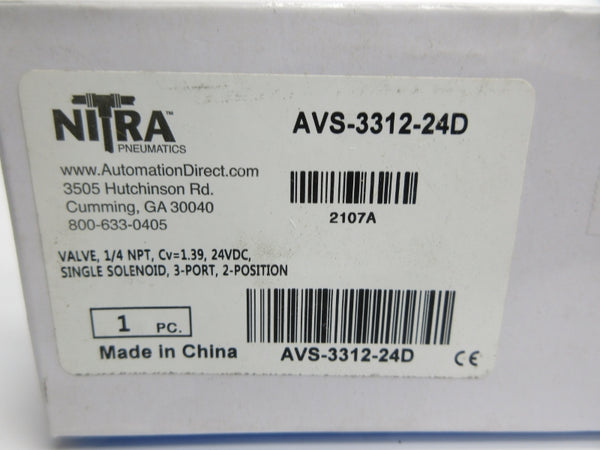 NITRA™
PNEUMATICS
AVS-3312-24D
www.AutomationDirect.com
3505 Hutchinson Rd.
Cumming, GA 30040
800-633-0405
2107A
VALVE, 1/4 NPT, Cv=1.39, 24VDC,
SINGLE SOLENOID, 3-PORT, 2-POSITION
1 PC.
Made in China
AVS-3312-24D
CE